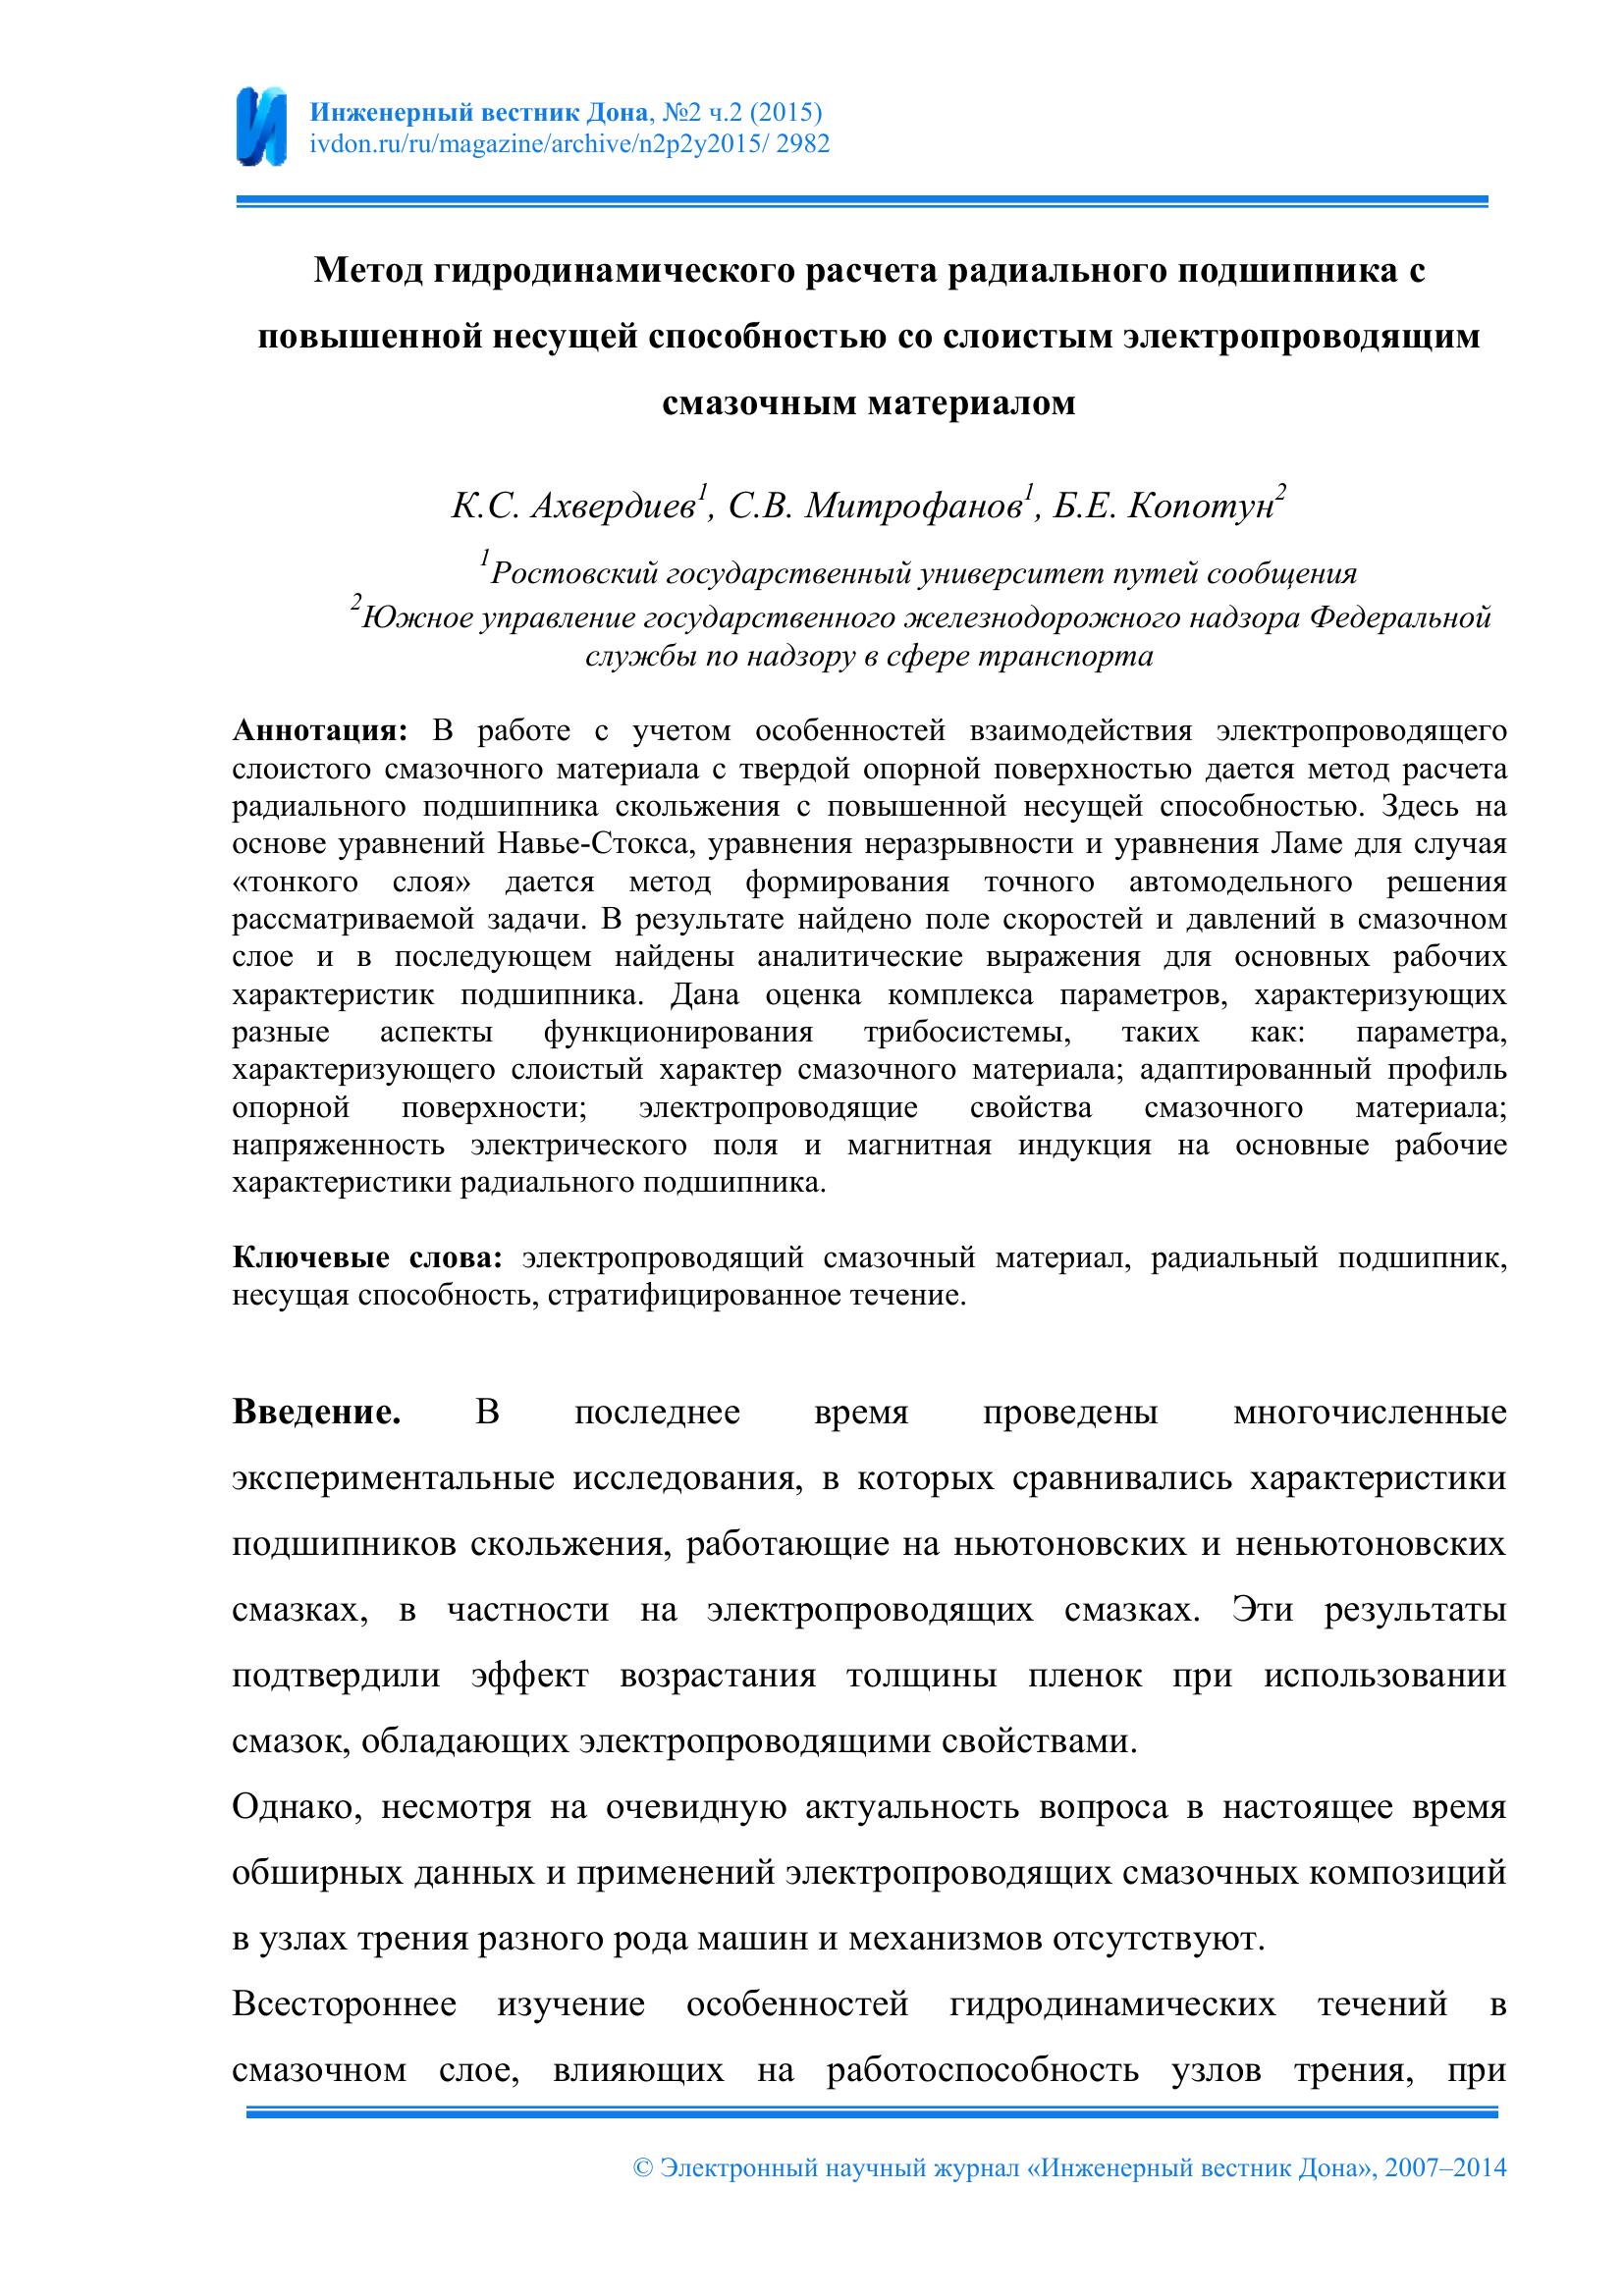 Инженерный вестник Дона, №2 ч.2 (2015)
ivdon.ru/ru/magazine/archive/n2p2y2015/ 2982
Метод гидродинамического расчета радиального подшипника с
повышенной несущей способностью со слоистым электропроводящим
смазочным материалом
К.С. Ахвердиев1, С.В. Митрофанов1, Б.Е. Копотун2
1Ростовский государственный университет путей сообщения
2Южное управление государственного железнодорожного надзора Федеральной
службы по надзору в сфере транспорта
Аннотация: В работе с учетом особенностей взаимодействия электропроводящего
слоистого смазочного материала с твердой опорной поверхностью дается метод расчета
радиального подшипника скольжения с повышенной несущей способностью. Здесь на
основе уравнений Навье-Стокса, уравнения неразрывности и уравнения Ламе для случая
«тонкого слоя» дается метод формирования точного автомодельного решения
рассматриваемой задачи. В результате найдено поле скоростей и давлений в смазочном
слое и в последующем найдены аналитические выражения для основных рабочих
характеристик подшипника. Дана оценка комплекса параметров, характеризующих
разные аспекты функционирования трибосистемы, таких как: параметра,
характеризующего слоистый характер смазочного материала; адаптированный профиль
опорной поверхности; электропроводящие свойства смазочного материала;
напряженность электрического поля и магнитная индукция на основные рабочие
характеристики радиального подшипника.
Ключевые слова: электропроводящий смазочный материал, радиальный подшипник,
несущая способность, стратифицированное течение.
Введение. В последнее время проведены многочисленные
экспериментальные исследования, в которых сравнивались характеристики
подшипников скольжения, работающие на ньютоновских и неньютоновских
смазках, в частности на электропроводящих смазках. Эти результаты
подтвердили эффект возрастания толщины пленок при использовании
смазок, обладающих электропроводящими свойствами.
Однако, несмотря на очевидную актуальность вопроса в настоящее время
обширных данных и применений электропроводящих смазочных композиций
в узлах трения разного рода машин и механизмов отсутствуют.
Всестороннее изучение особенностей гидродинамических течений в
смазочном слое, влияющих на работоспособность узлов трения, при
© Электронный научный журнал «Инженерный вестник Дона», 2007–2014